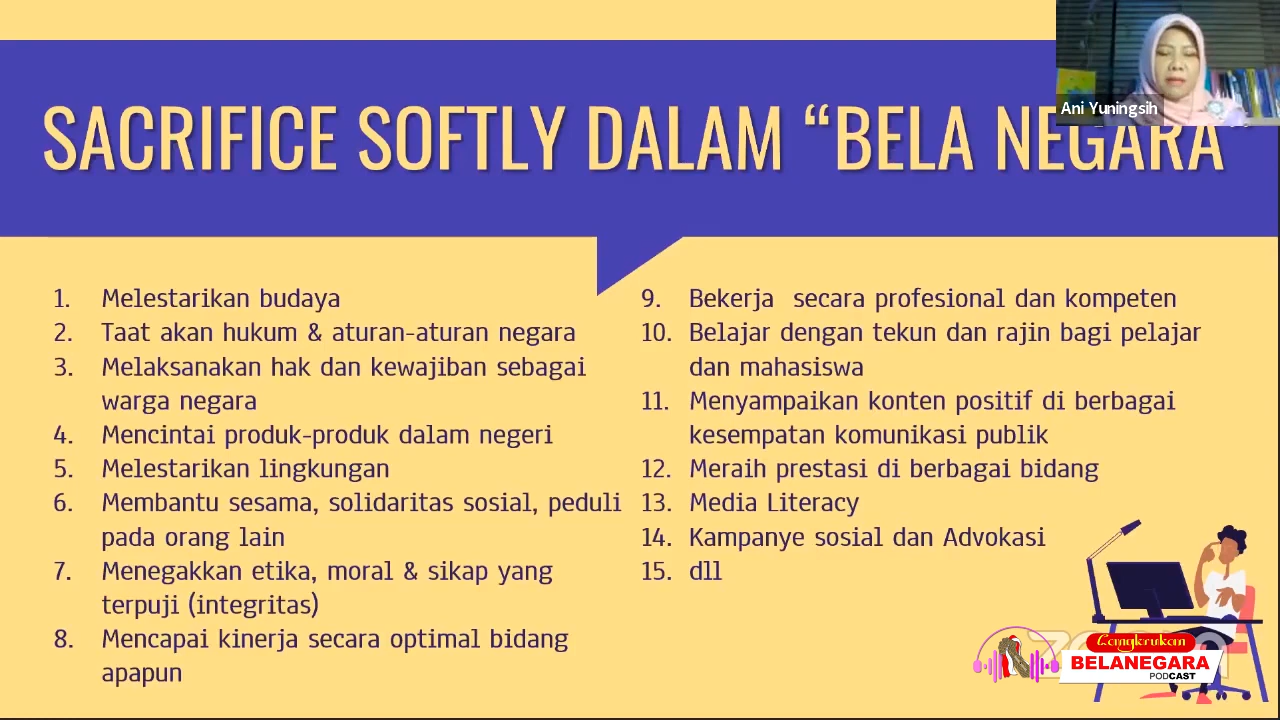 Ani Yuningsih
SACRIFICE SOFTLY DALAM “BELA NEGARA”
1. Melestarikan budaya
2. Taat akan hukum & aturan-aturan negara
3. Melaksanakan hak dan kewajiban sebagai
warga negara
4. Mencintai produk-produk dalam negeri
5. Melestarikan lingkungan
6. Membantu sesama, solidaritas sosial, peduli
pada orang lain
7. Menegakkan etika, moral & sikap yang
terpuji (integritas)
8. Mencapai kinerja secara optimal bidang
apapun
9. Bekerja secara profesional dan kompeten
10. Belajar dengan tekun dan rajin bagi pelajar
dan mahasiswa
11. Menyampaikan konten positif di berbagai
kesempatan komunikasi publik
12. Meraih prestasi di berbagai bidang
13. Media Literacy
14. Kampanye sosial dan Advokasi
15. dll
Cangkrukan
BELANEGARA
PODCAST